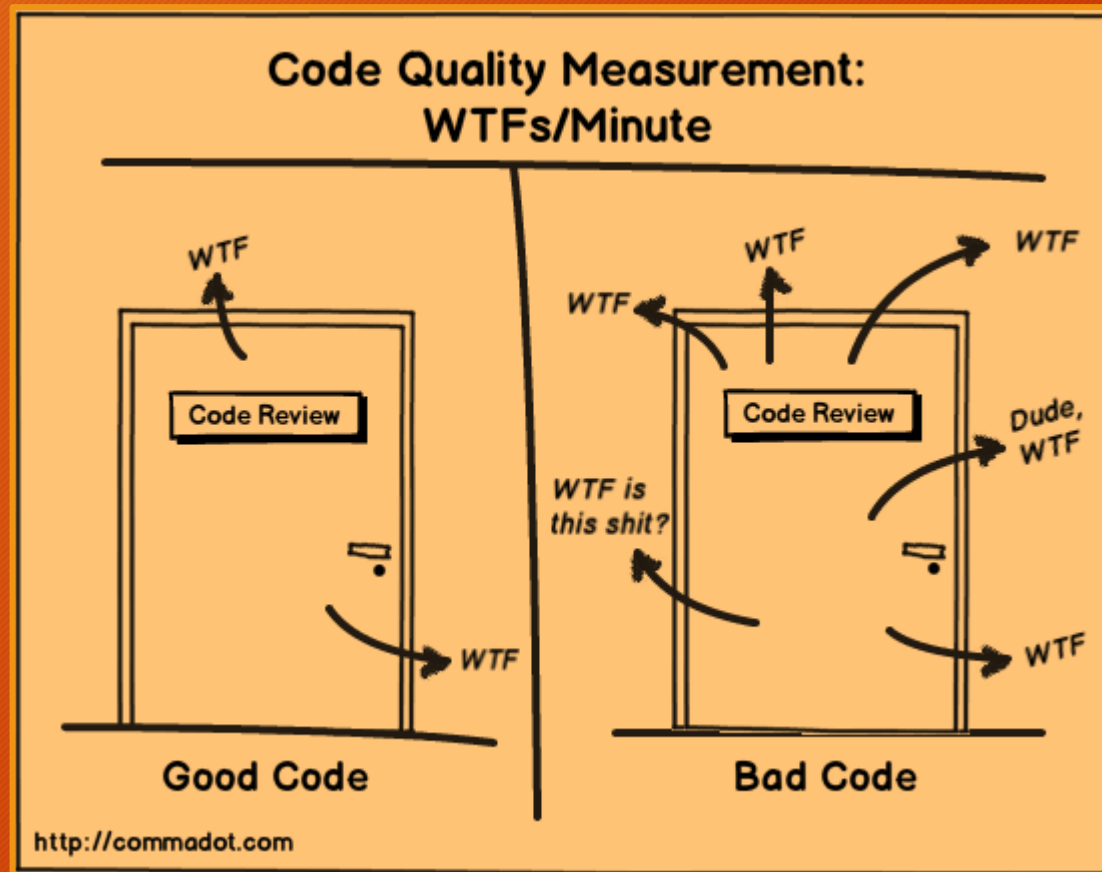 Code Quality Measurement:
WTFs/Minute
WTF
Code Review
WTF
Good Code
WTF
WTF
WTF
Code Review
Dude,
WTF
WTF is
this shit?
WTF
Bad Code
http://commadot.com